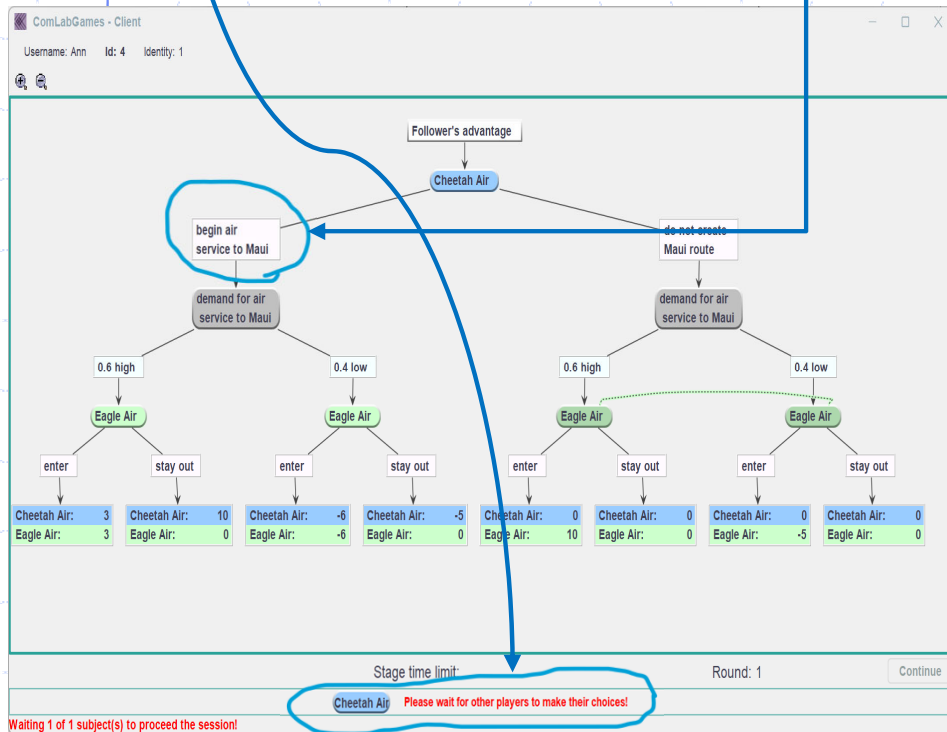 ComLabGames - Client
Username: Ann Id: 4 Identity: 1
Follower's advantage
Cheetah Air
begin air
service to Maui
do not create
Maui route
demand for air
service to Maui
demand for air
service to Maui
0.6 high
0.4 low
0.6 high
0.4 low
Eagle Air
Eagle Air
Eagle Air
Eagle Air
enter
stay out
enter
stay out
enter
stay out
enter
stay out
Cheetah Air: 3
Eagle Air: 3
Cheetah Air: 10
Eagle Air: 0
Cheetah Air: -6
Eagle Air: -6
Cheetah Air: -5
Eagle Air: 0
Cheetah Air: 0
Eagle Air: 10
Cheetah Air: 0
Eagle Air: 0
Cheetah Air: 0
Eagle Air: -5
Cheetah Air: 0
Eagle Air: 0
Stage time limit: Round: 1 Continue
Cheetah Air Please wait for other players to make their choices!
Waiting 1 of 1 subject(s) to proceed the session!